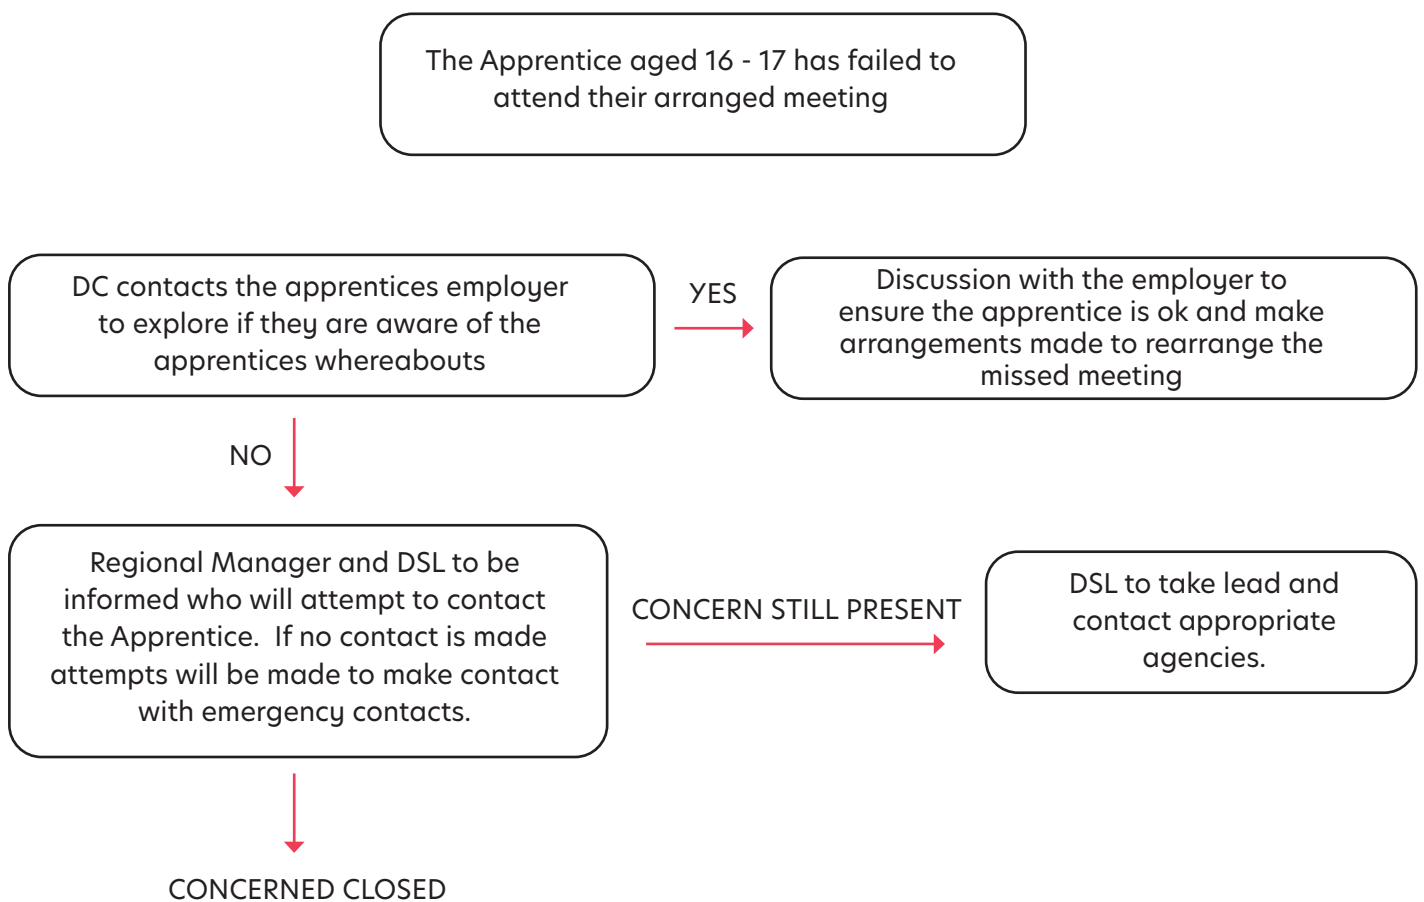 The Apprentice aged 16 - 17 has failed to
attend their arranged meeting
DC contacts the apprentices employer
to explore if they are aware of the
apprentices whereabouts
YES
Discussion with the employer to
ensure the apprentice is ok and make
arrangements made to rearrange the
missed meeting
NO
Regional Manager and DSL to be
informed who will attempt to contact
the Apprentice.  If no contact is made
attempts will be made to make contact
with emergency contacts.
CONCERN STILL PRESENT
DSL to take lead and
contact appropriate
agencies.
CONCERNED CLOSED